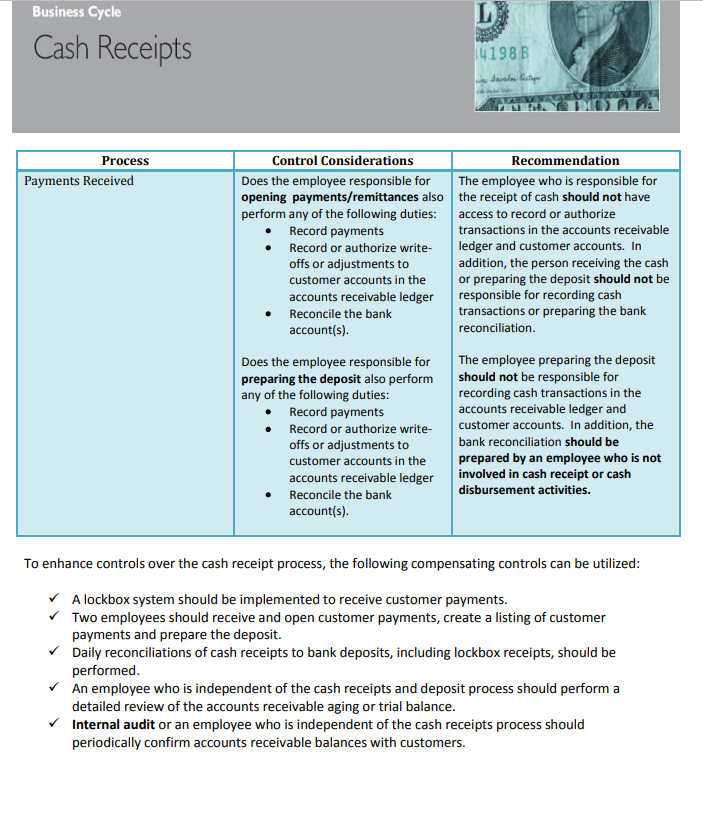 Business Cycle
Cash Receipts
L
4198 B
Process
Control Considerations
Recommendation
Payments Received
Does the employee responsible for
opening payments/remittances also
perform any of the following duties:
• Record payments
• Record or authorize write-
offs or adjustments to
customer accounts in the
accounts receivable ledger
• Reconcile the bank
account(s).
Does the employee responsible for
preparing the deposit also perform
any of the following duties:
• Record payments
• Record or authorize write-
offs or adjustments to
customer accounts in the
accounts receivable ledger
• Reconcile the bank
account(s).
The employee who is responsible for
the receipt of cash should not have
access to record or authorize
transactions in the accounts receivable
ledger and customer accounts. In
addition, the person receiving the cash
or preparing the deposit should not be
responsible for recording cash
transactions or preparing the bank
reconciliation.
The employee preparing the deposit
should not be responsible for
recording cash transactions in the
accounts receivable ledger and
customer accounts. In addition, the
bank reconciliation should be
prepared by an employee who is not
involved in cash receipt or cash
disbursement activities.
To enhance controls over the cash receipt process, the following compensating controls can be utilized:
✓ A lockbox system should be implemented to receive customer payments.
✓ Two employees should receive and open customer payments, create a listing of customer
payments and prepare the deposit.
✓ Daily reconciliations of cash receipts to bank deposits, including lockbox receipts, should be
performed.
✓ An employee who is independent of the cash receipts and deposit process should perform a
detailed review of the accounts receivable aging or trial balance.
✓ Internal audit or an employee who is independent of the cash receipts process should
periodically confirm accounts receivable balances with customers.